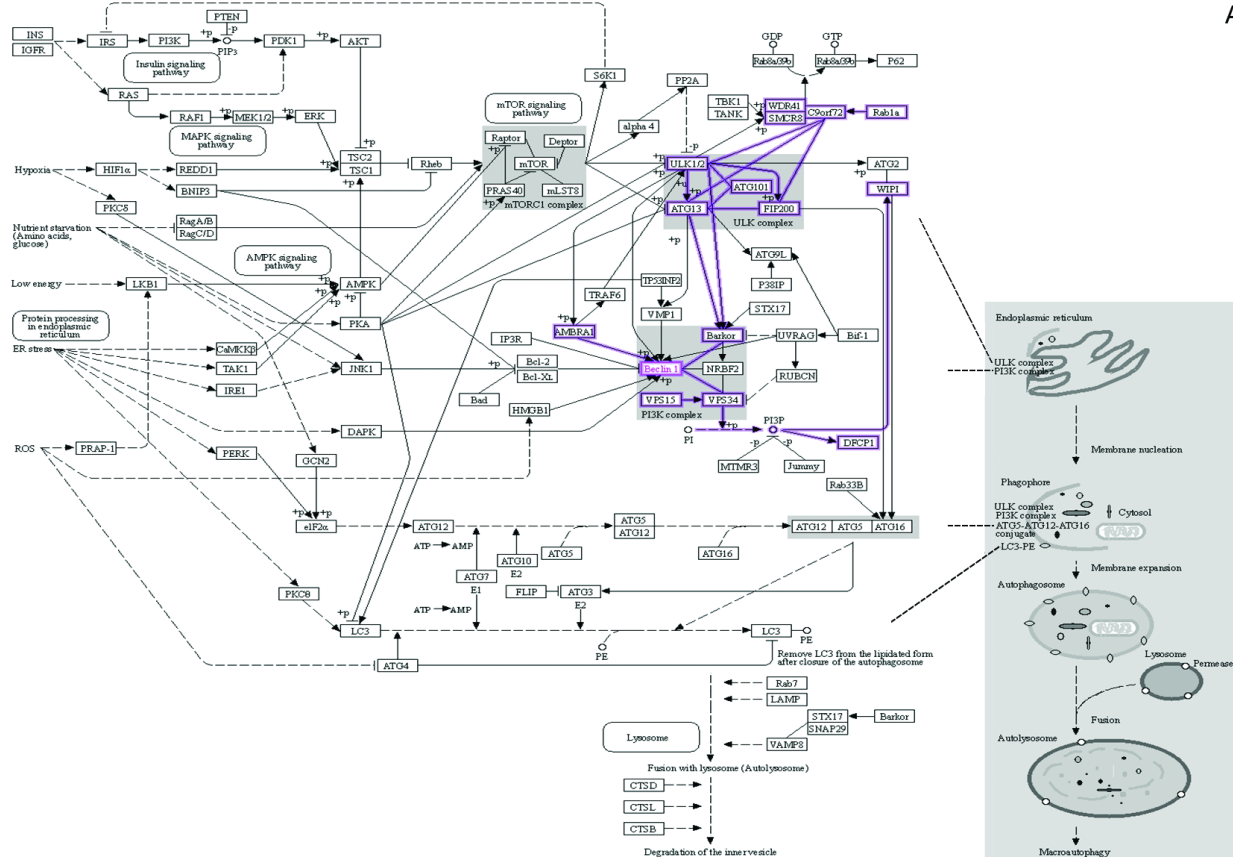 A
INS
IGFR
IRS
PI3K
PTEN
-p
+p
PIP3
PDK1
+p
AKT
Insulin signaling
pathway
RAS
RAF1
+p
MEK1/2
+p
ERK
MAPK signaling
pathway
+p
TSC2
TSC1
+p
+p
Rheb
Hypoxia
HIF1α
REDD1
BNIP3
PKCδ
Nutrient starvation
(Amino acids,
glucose)
RagA/B
RagC/D
AMPK signaling
pathway
Low energy
LKB1
+p
+p
+p
AMPK
PKA
Protein processing
in endoplasmic
reticulum
ER stress
CaMKKβ
TAK1
IRE1
JNK1
DAPK
ROS
PRAP-1
PERK
GCN2
+p
+p
eIF2α
PKCθ
mTOR signaling
pathway
S6K1
Raptor
Deptor
mTOR
PRAS40
mLST8
mTORC1 complex
PP2A
alpha 4
-p
TBK1
TANK
+p
+p
GDP
GTP
Rab8a/39b
Rab8a/39b
P62
WDR41
SMCR8
C9orf72
Rab1a
+p
+p
ULK1/2
+p
+u
+p
ATG101
ATG13
+p
FIP200
ULK complex
ATG2
WIPI
+p
ATG9L
P38IP
TP53INP2
TRAF6
VMP1
STX17
+p
AMBRA1
Barkor
UVRAG
Bif-1
IP3R
Bcl-2
Bcl-XL
Bad
+p
Beclin 1
+p
NRBF2
RUBCN
HMGB1
VPS15
VPS34
PI3K complex
+p
PI
PI3P
DFCP1
-p
-p
MTMR3
Jummy
Rab33B
ATG12
ATG5
ATG12
ATG12
ATG5
ATG16
ATP
AMP
ATG7
E1
ATG10
E2
ATG5
ATG16
ATP
AMP
FLIP
ATG3
E2
+p
LC3
PE
LC3
PE
ATG4
Remove LC3 from the lipidated form
after closure of the autophagosome
Rab7
LAMP
STX17
SNAP29
Barkor
VAMP8
Lysosome
Fusion with lysosome (Autolysosome)
CTSD
CTSL
CTSB
Degradation of the inner vesicle
Endoplasmic reticulum
ULK complex
PI3K complex
Membrane nucleation
Phagophore
ULK complex
PI3K complex
ATG5-ATG12-ATG16
conjugate
LC3-PE
Cytosol
Membrane expansion
Autophagosome
Lysosome
Permease
Fusion
Autolysosome
Macroautophagy